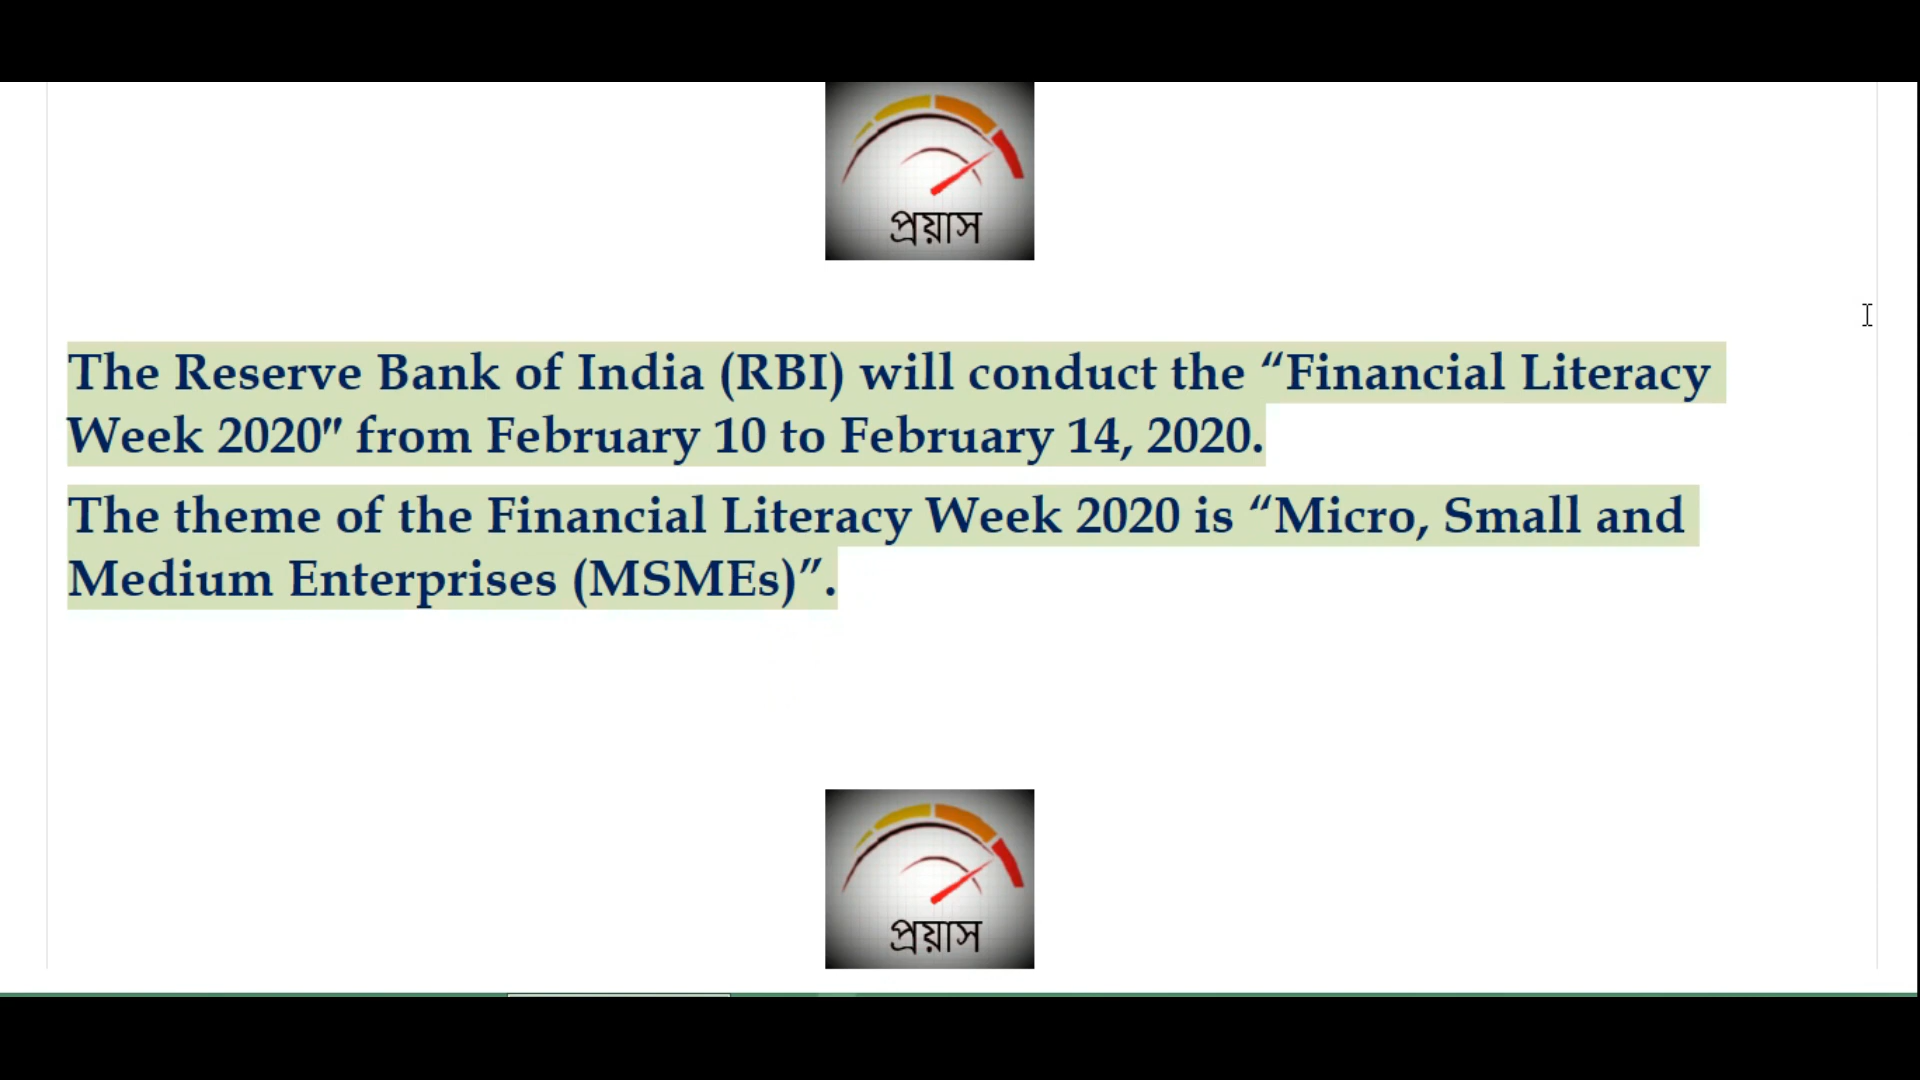 প্রয়াস
The Reserve Bank of India (RBI) will conduct the “Financial Literacy
Week 2020″ from February 10 to February 14, 2020.
The theme of the Financial Literacy Week 2020 is “Micro, Small and
Medium Enterprises (MSMEs)”.
প্রয়াস